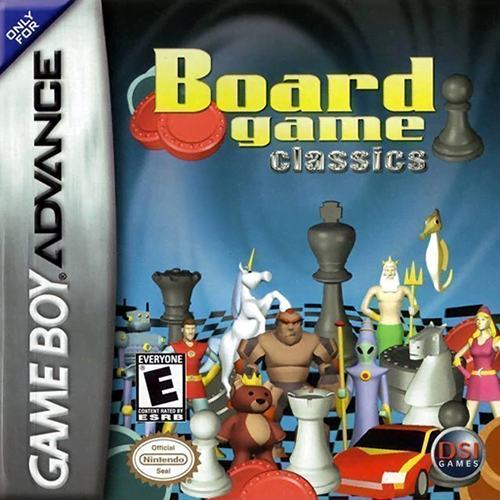 ONLY
FOR
GAME BOY ADVANCE
Board
game
classics
EVERYONE
E
CONTENT RATED BY
ESRB
Official
Nintendo
Seal
DSI
GAMES